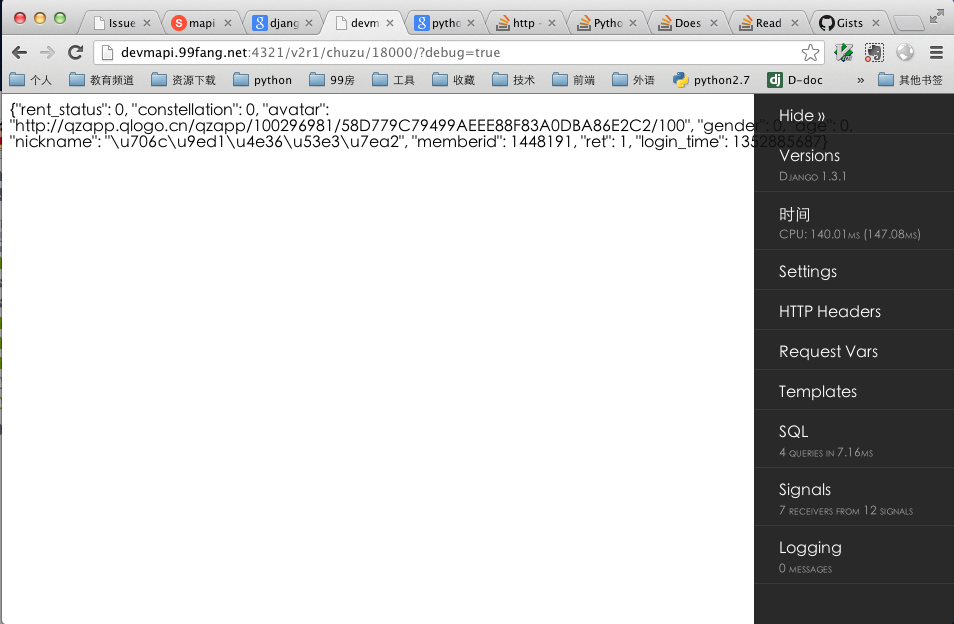 Issue
mapi
djang
devm
pytho
http -
Pytho
Does
Read
Gists
devmapi.99fang.net:4321/v2r1/chuzu/18000/?debug=true
个人
教育频道
资源下载
python
99房
工具
收藏
技术
前端
外语
python2.7
dj D-doc
»
其他书签
{"rent_status": 0, "constellation": 0, "avatar":
"http://qzapp.qlogo.cn/qzapp/100296981/58D779C79499AEEE88F83A0DBA86E2C2/100", "gender": 0, "age": 0,
"nickname": "\u706c\u9ed1\u4e36\u53e3\u7ea2", "memberid": 1448191, "ret": 1, "login_time": 1352885687}
Hide »
Versions
Django 1.3.1
时间
CPU: 140.01ms (147.08ms)
Settings
HTTP Headers
Request Vars
Templates
SQL
4 queries in 7.16ms
Signals
7 receivers from 12 signals
Logging
0 messages